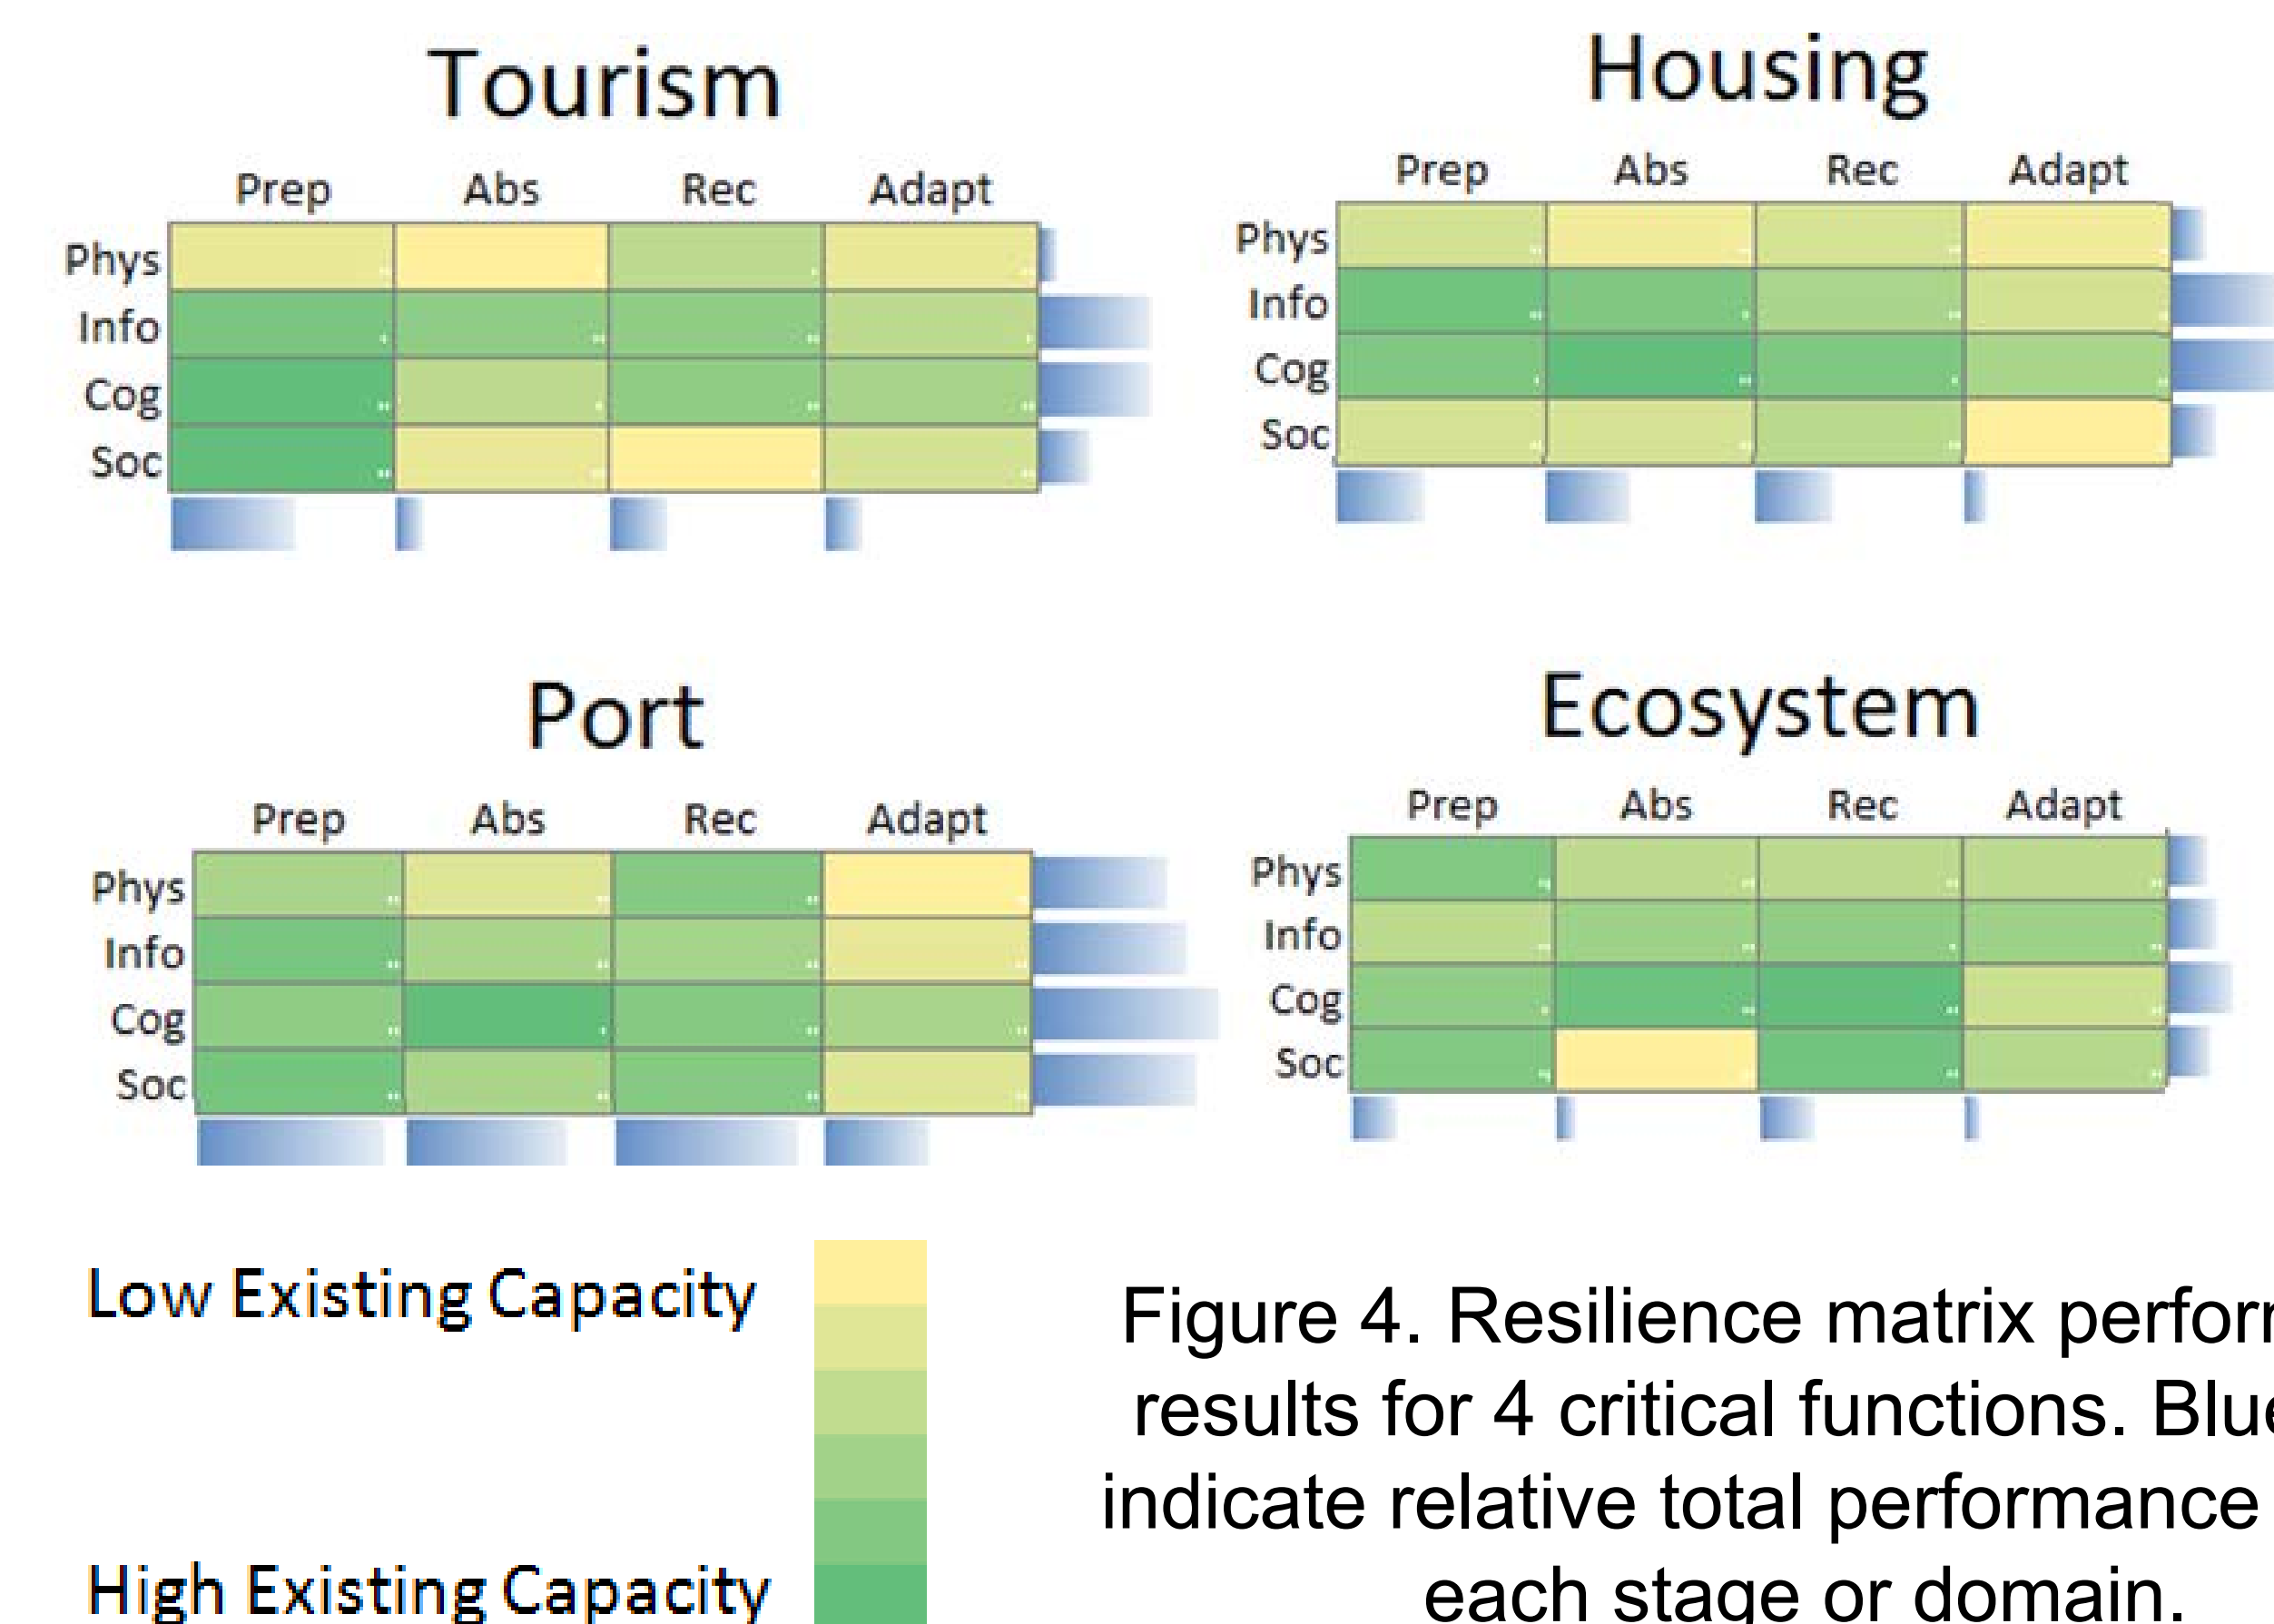 Tourism
Prep Abs Rec Adapt
Phys
Info
Cog
Soc
Housing
Prep Abs Rec Adapt
Phys
Info
Cog
Soc
Port
Prep Abs Rec Adapt
Phys
Info
Cog
Soc
Ecosystem
Prep Abs Rec Adapt
Phys
Info
Cog
Soc
Low Existing Capacity
High Existing Capacity
Figure 4. Resilience matrix perfor
results for 4 critical functions. Blue
indicate relative total performance
each stage or domain.